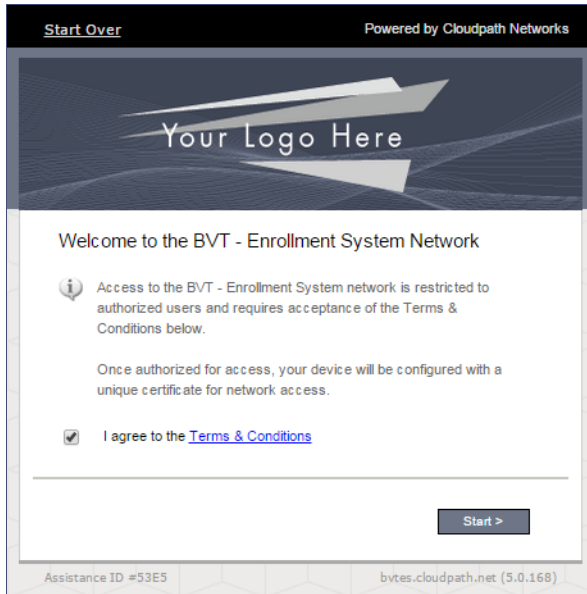 Start Over
Powered by Cloudpath Networks
Your Logo Here
Welcome to the BVT - Enrollment System Network
Access to the BVT - Enrollment System network is restricted to
authorized users and requires acceptance of the Terms &
Conditions below.
Once authorized for access, your device will be configured with a
unique certificate for network access.
I agree to the Terms & Conditions
Start >
Assistance ID #53E5
bvtes.cloudpath.net (5.0.168)